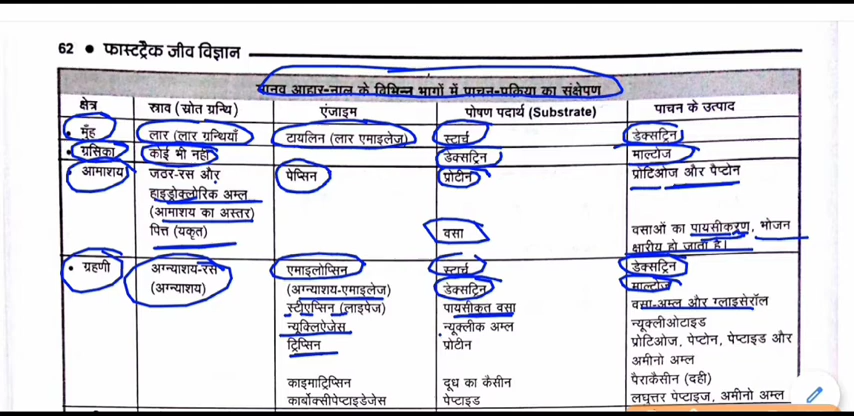 62 ● फास्टट्रैक जीव विज्ञान
मानव आहार-नाल के विभिन्न भागों में पाचन-प्रक्रिया का संक्षेपण
क्षेत्र स्राव (स्रोत ग्रन्थि) एंजाइम पोषण पदार्थ (Substrate) पाचन के उत्पाद
• मुँह लार (लार ग्रन्थियाँ) टायलिन (लार एमाइलेज) स्टार्च डेक्सट्रिन
• ग्रसिका कोई भी नहीं डेक्सट्रिन माल्टोज
आमाशय जठर-रस और पेप्सिन प्रोटीन प्रोटिओज और पैप्टोन
हाइड्रोक्लोरिक अम्ल
(आमाशय का अस्तर)
पित्त (यकृत) वसा वसाओं का पायसीकरण, भोजन
क्षारीय हो जाता है।
• ग्रहणी अग्न्याशय-रस एमाइलोप्सिन स्टार्च डेक्सट्रिन
(अग्न्याशय) (अग्न्याशय-एमाइलेज) डेक्सट्रिन माल्टोज
स्टीएप्सिन (लाइपेज) पायसीकत वसा वसा-अम्ल और ग्लाइसेरॉल
न्यूक्लिऐजेस न्यूक्लीक अम्ल न्यूक्लीओटाइड
ट्रिप्सिन प्रोटीन प्रोटिओज, पेप्टोन, पेप्टाइड और
अमीनो अम्ल
काइमाट्रिप्सिन दूध का कैसीन पैराकैसीन (दही)
कार्बोक्सीपेप्टाइडेजेस पेप्टाइड लघुत्तर पेप्टाइज, अमीनो अम्ल